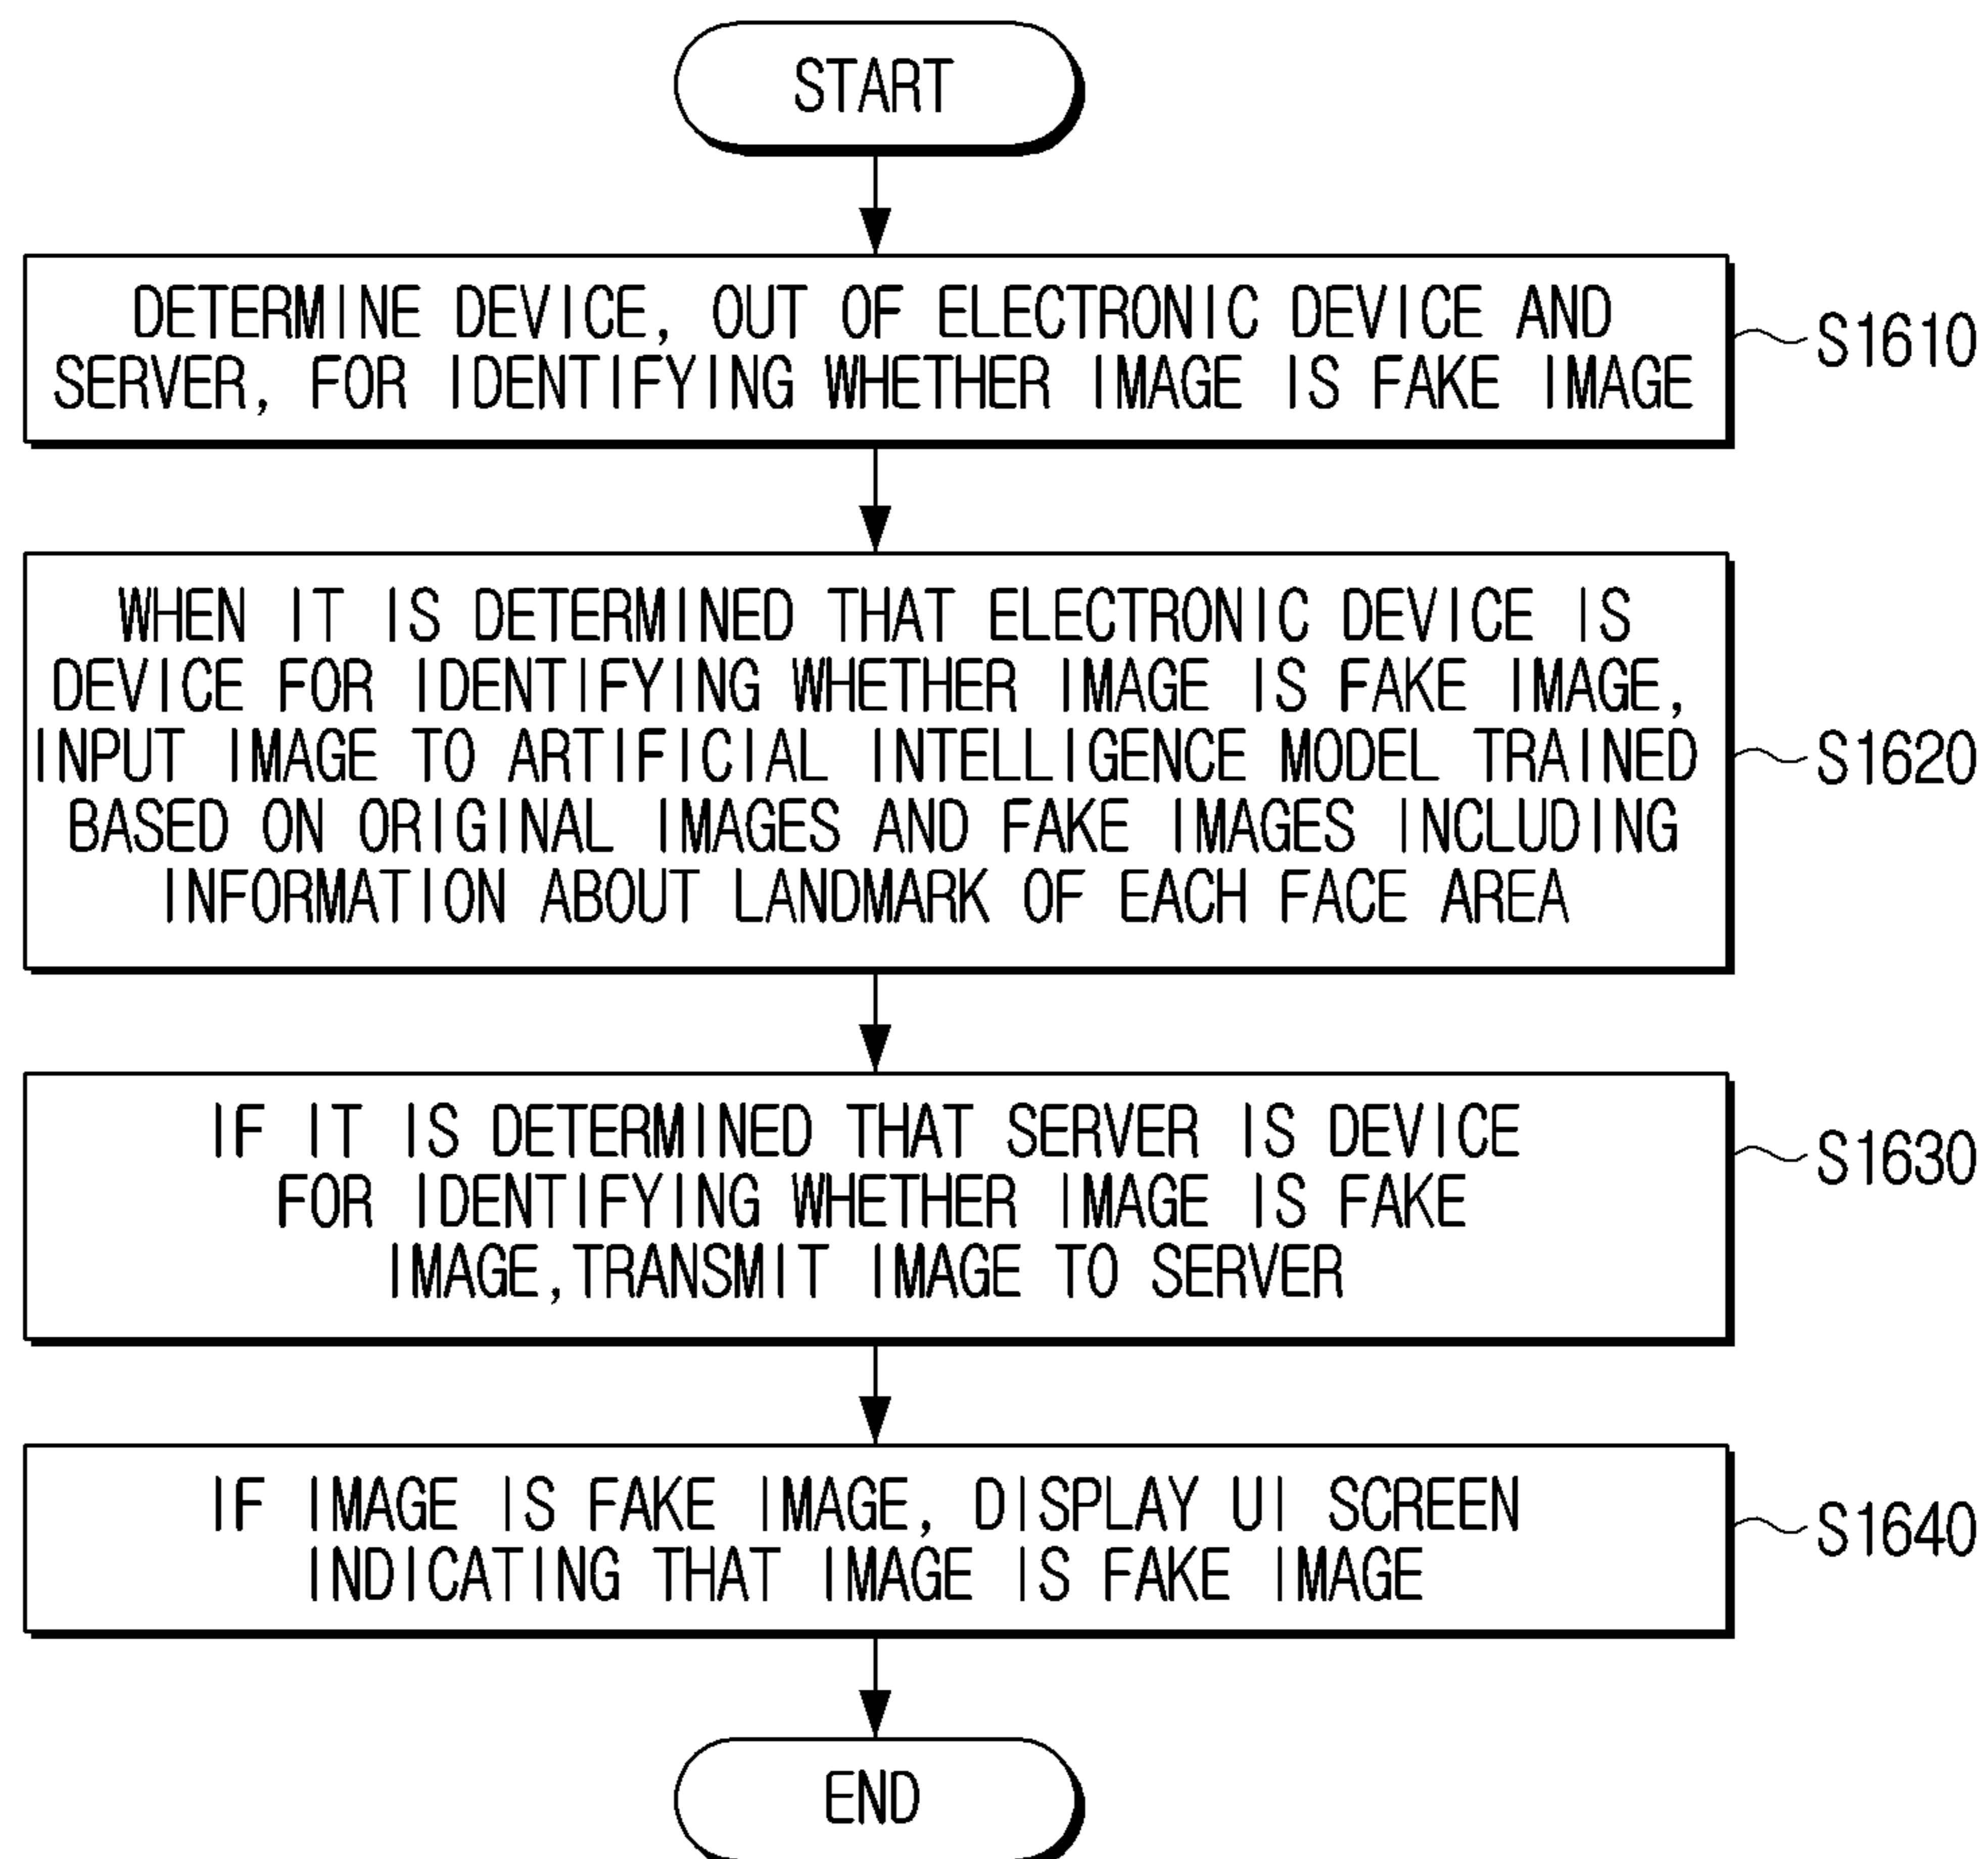 START
DETERMINE DEVICE, OUT OF ELECTRONIC DEVICE AND
SERVER, FOR IDENTIFYING WHETHER IMAGE IS FAKE IMAGE
S1610
WHEN IT IS DETERMINED THAT ELECTRONIC DEVICE IS
DEVICE FOR IDENTIFYING WHETHER IMAGE IS FAKE IMAGE,
INPUT IMAGE TO ARTIFICIAL INTELLIGENCE MODEL TRAINED
BASED ON ORIGINAL IMAGES AND FAKE IMAGES INCLUDING
INFORMATION ABOUT LANDMARK OF EACH FACE AREA
S1620
IF IT IS DETERMINED THAT SERVER IS DEVICE
FOR IDENTIFYING WHETHER IMAGE IS FAKE
IMAGE,TRANSMIT IMAGE TO SERVER
S1630
IF IMAGE IS FAKE IMAGE, DISPLAY UI SCREEN
INDICATING THAT IMAGE IS FAKE IMAGE
S1640
END